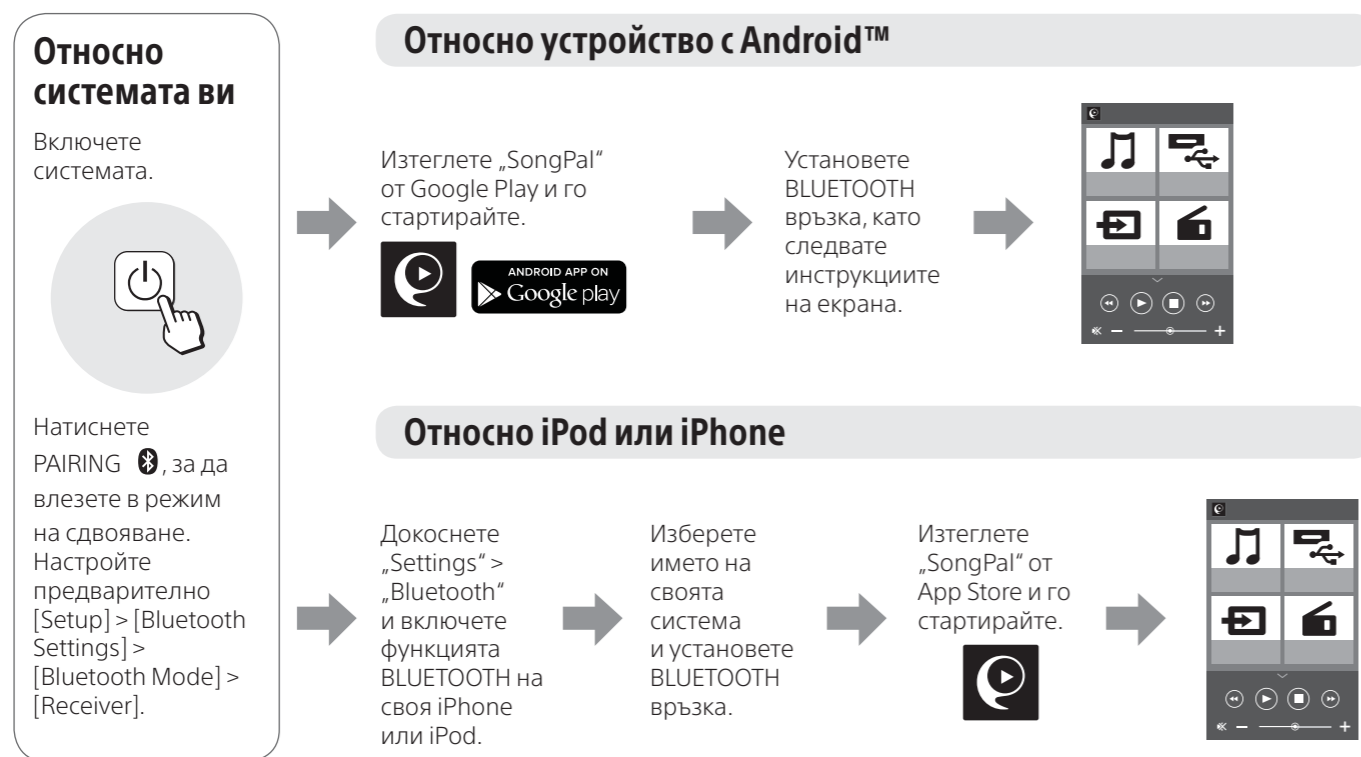 Относно
системата ви
Включете
системата.
Натиснете
PAIRING , за да
влезете в режим
на сдвояване.
Настройте
предварително
[Setup] > [Bluetooth
Settings] >
[Bluetooth Mode] >
[Receiver].
Относно устройство с Android™
Изтеглете „SongPal“
от Google Play и го
стартирайте.
ANDROID APP ON
Google play
Установете
BLUETOOTH
връзка, като
следвате
инструкциите
на екрана.
Относно iPod или iPhone
Докоснете
„Settings“ >
„Bluetooth“
и включете
функцията
BLUETOOTH на
своя iPhone
или iPod.
Изберете
името на
своята
система
и установете
BLUETOOTH
връзка.
Изтеглете
„SongPal“ от
App Store и го
стартирайте.